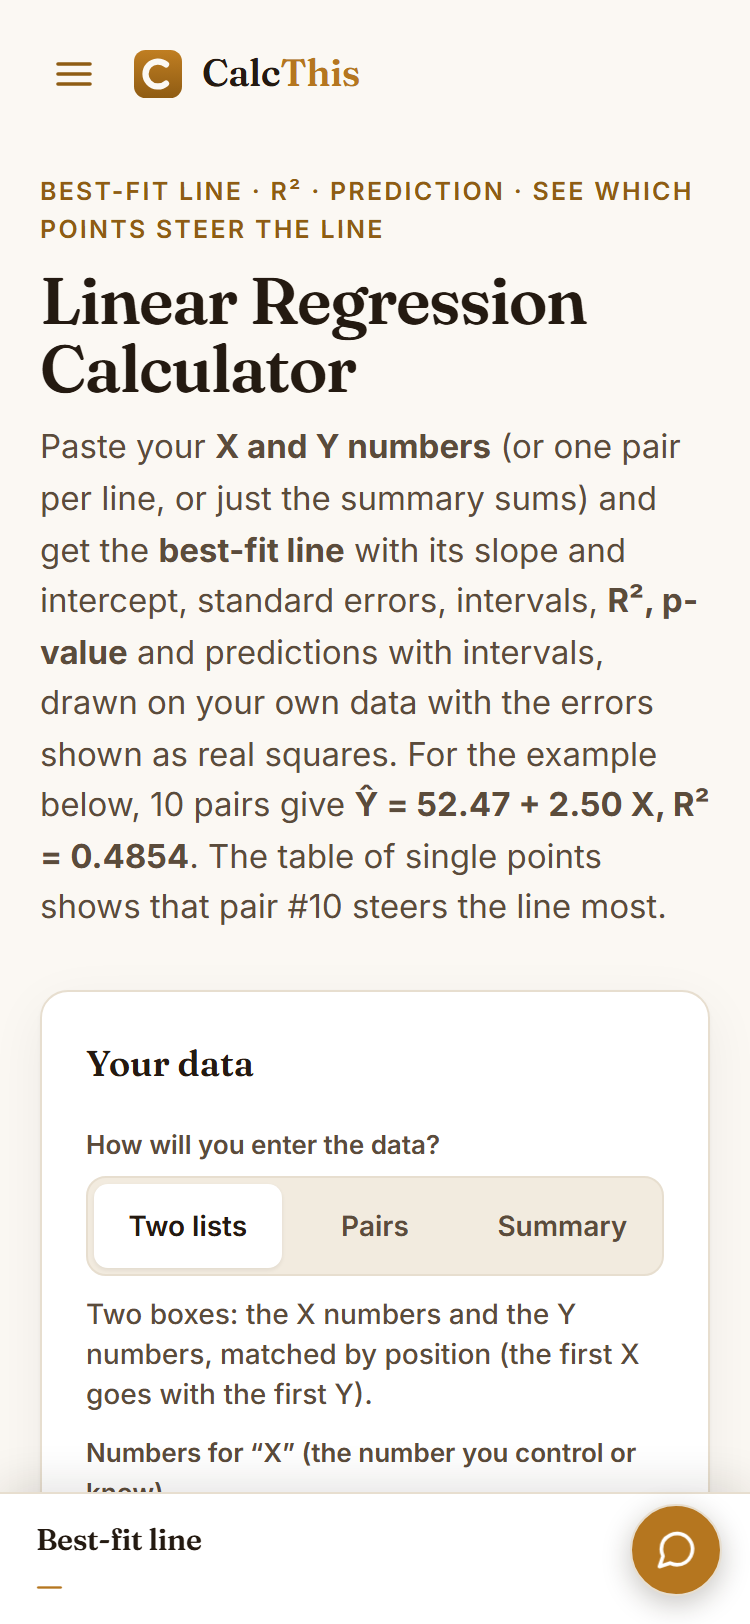 CalcThis
BEST-FIT LINE · R² · PREDICTION · SEE WHICH
POINTS STEER THE LINE
Linear Regression
Calculator
Paste your X and Y numbers (or one pair
per line, or just the summary sums) and
get the best-fit line with its slope and
intercept, standard errors, intervals, R², p-
value and predictions with intervals,
drawn on your own data with the errors
shown as real squares. For the example
below, 10 pairs give Ŷ = 52.47 + 2.50 X, R²
= 0.4854. The table of single points
shows that pair #10 steers the line most.
Your data
How will you enter the data?
Two lists Pairs Summary
Two boxes: the X numbers and the Y
numbers, matched by position (the first X
goes with the first Y).
Numbers for “X” (the number you control or
know)
Best-fit line
—